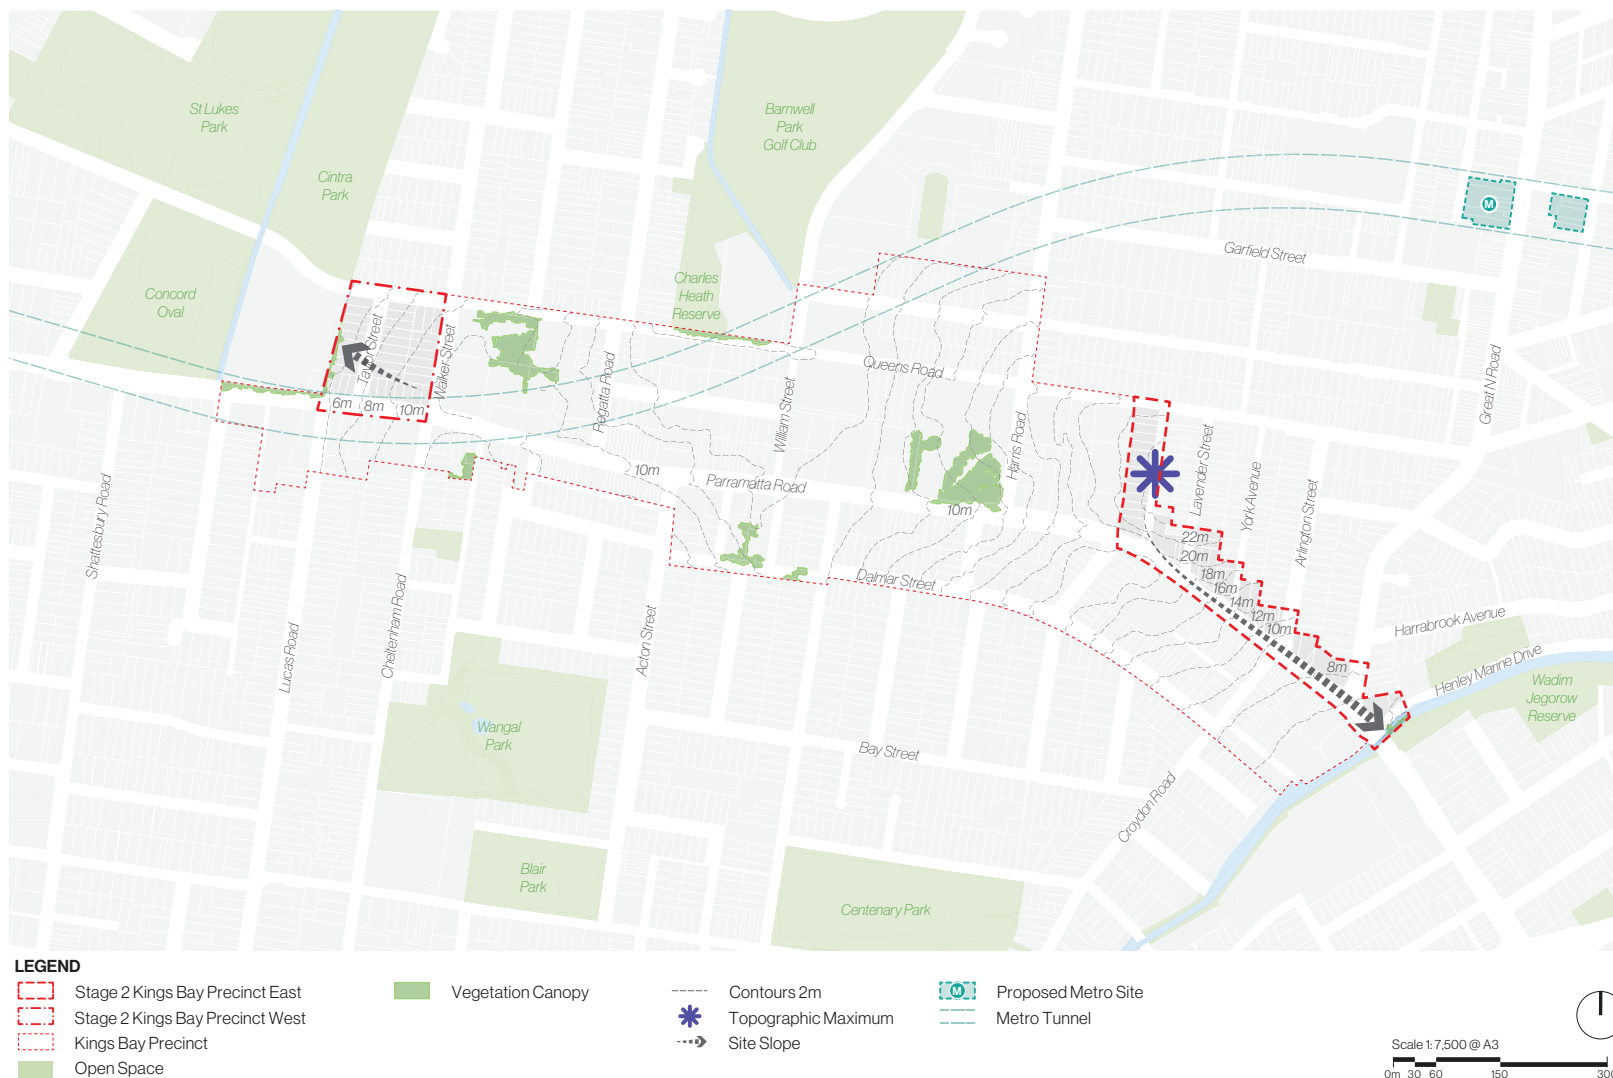 St Lukes
Park
Barnwell
Park
Golf Club
Cintra
Park
M
Garfield Street
Concord
Oval
Charles
Heath
Reserve
Taylor Street
Walker Street
Regatta Road
Queens Road
William Street
Great N Road
6m
8m
10m
Harris Road
Lavender Street
York Avenue
Arlington Street
10m
Parramatta Road
10m
Shattesbury Road
22m
20m
18m
16m
14m
12m
10m
8m
Dalmar Street
Cheltenham Road
Lucas Road
Acton Street
Harrabrook Avenue
Henley Marine Drive
Wadim
Jegorow
Reserve
Wangal
Park
Bay Street
Croydon Road
Blair
Park
Centenary Park
LEGEND
Stage 2 Kings Bay Precinct East
Stage 2 Kings Bay Precinct West
Kings Bay Precinct
Open Space
Vegetation Canopy
Contours 2m
Topographic Maximum
Site Slope
M
Proposed Metro Site
Metro Tunnel
Scale 1: 7,500 @ A3
0m 30 60 150 300